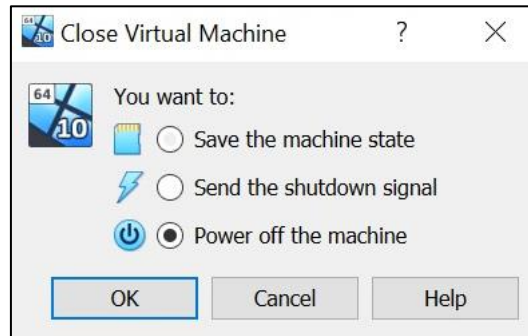 Close Virtual Machine
64
10
You want to:
Save the machine state
Send the shutdown signal
Power off the machine
OK Cancel Help